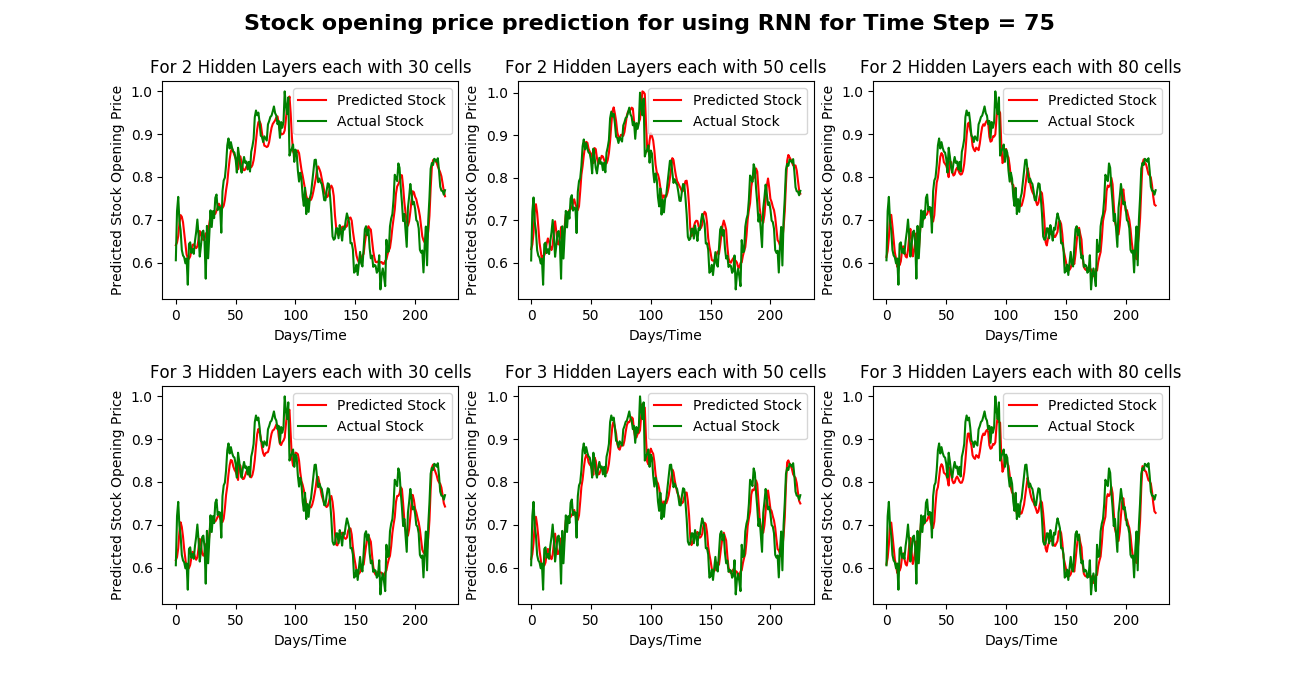 Stock opening price prediction for using RNN for Time Step = 75
For 2 Hidden Layers each with 30 cells
Predicted Stock Opening Price
1.0
0.9
0.8
0.7
0.6
Predicted Stock
Actual Stock
0 50 100 150 200
Days/Time
For 2 Hidden Layers each with 50 cells
Predicted Stock Opening Price
1.0
0.9
0.8
0.7
0.6
Predicted Stock
Actual Stock
0 50 100 150 200
Days/Time
For 2 Hidden Layers each with 80 cells
Predicted Stock Opening Price
1.0
0.9
0.8
0.7
0.6
Predicted Stock
Actual Stock
0 50 100 150 200
Days/Time
For 3 Hidden Layers each with 30 cells
Predicted Stock Opening Price
1.0
0.9
0.8
0.7
0.6
Predicted Stock
Actual Stock
0 50 100 150 200
Days/Time
For 3 Hidden Layers each with 50 cells
Predicted Stock Opening Price
1.0
0.9
0.8
0.7
0.6
Predicted Stock
Actual Stock
0 50 100 150 200
Days/Time
For 3 Hidden Layers each with 80 cells
Predicted Stock Opening Price
1.0
0.9
0.8
0.7
0.6
Predicted Stock
Actual Stock
0 50 100 150 200
Days/Time